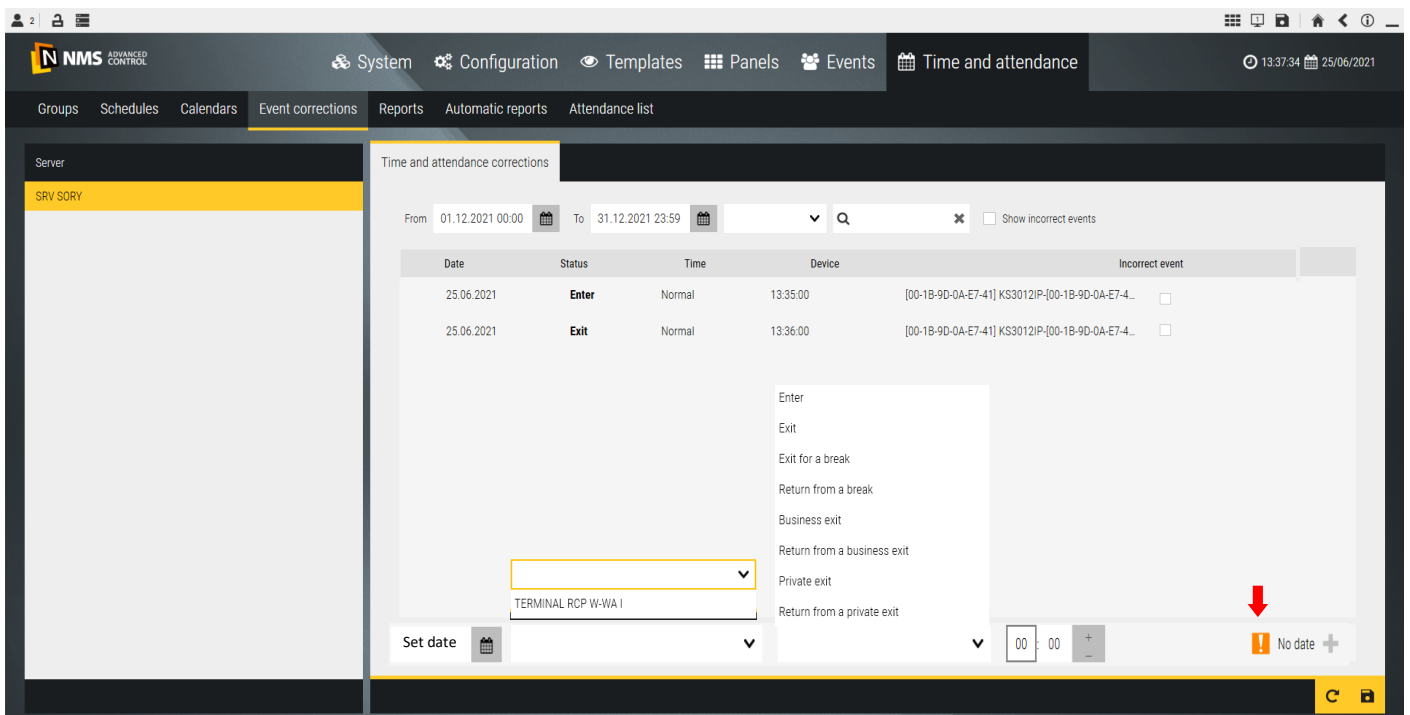 2
NMS ADVANCED CONTROL
System Configuration Templates Panels Events Time and attendance
13:37:34 25/06/2021
Groups Schedules Calendars Event corrections Reports Automatic reports Attendance list
Server
SRV SORY
Time and attendance corrections
From 01.12.2021 00:00 To 31.12.2021 23:59 Show incorrect events
Date Status Time Device Incorrect event
25.06.2021 Enter Normal 13:35:00 [00-1B-9D-0A-E7-41] KS3012IP-[00-1B-9D-0A-E7-4...
25.06.2021 Exit Normal 13:36:00 [00-1B-9D-0A-E7-41] KS3012IP-[00-1B-9D-0A-E7-4...
Enter
Exit
Exit for a break
Return from a break
Business exit
Return from a business exit
Private exit
TERMINAL RCP W-WA I
Return from a private exit
Set date 00 : 00 + – ! No date